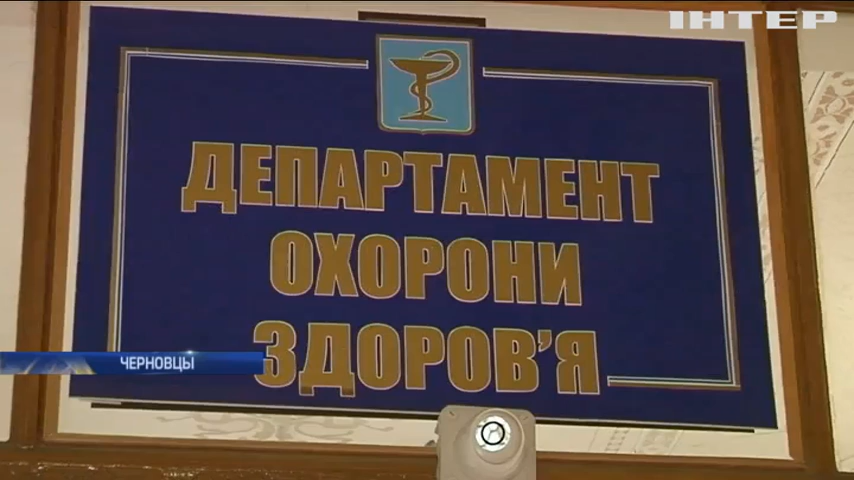 ІНТЕР
ДЕПАРТАМЕНТ
ОХОРОНИ
ЗДОРОВ'Я
ЧЕРНОВЦЫ